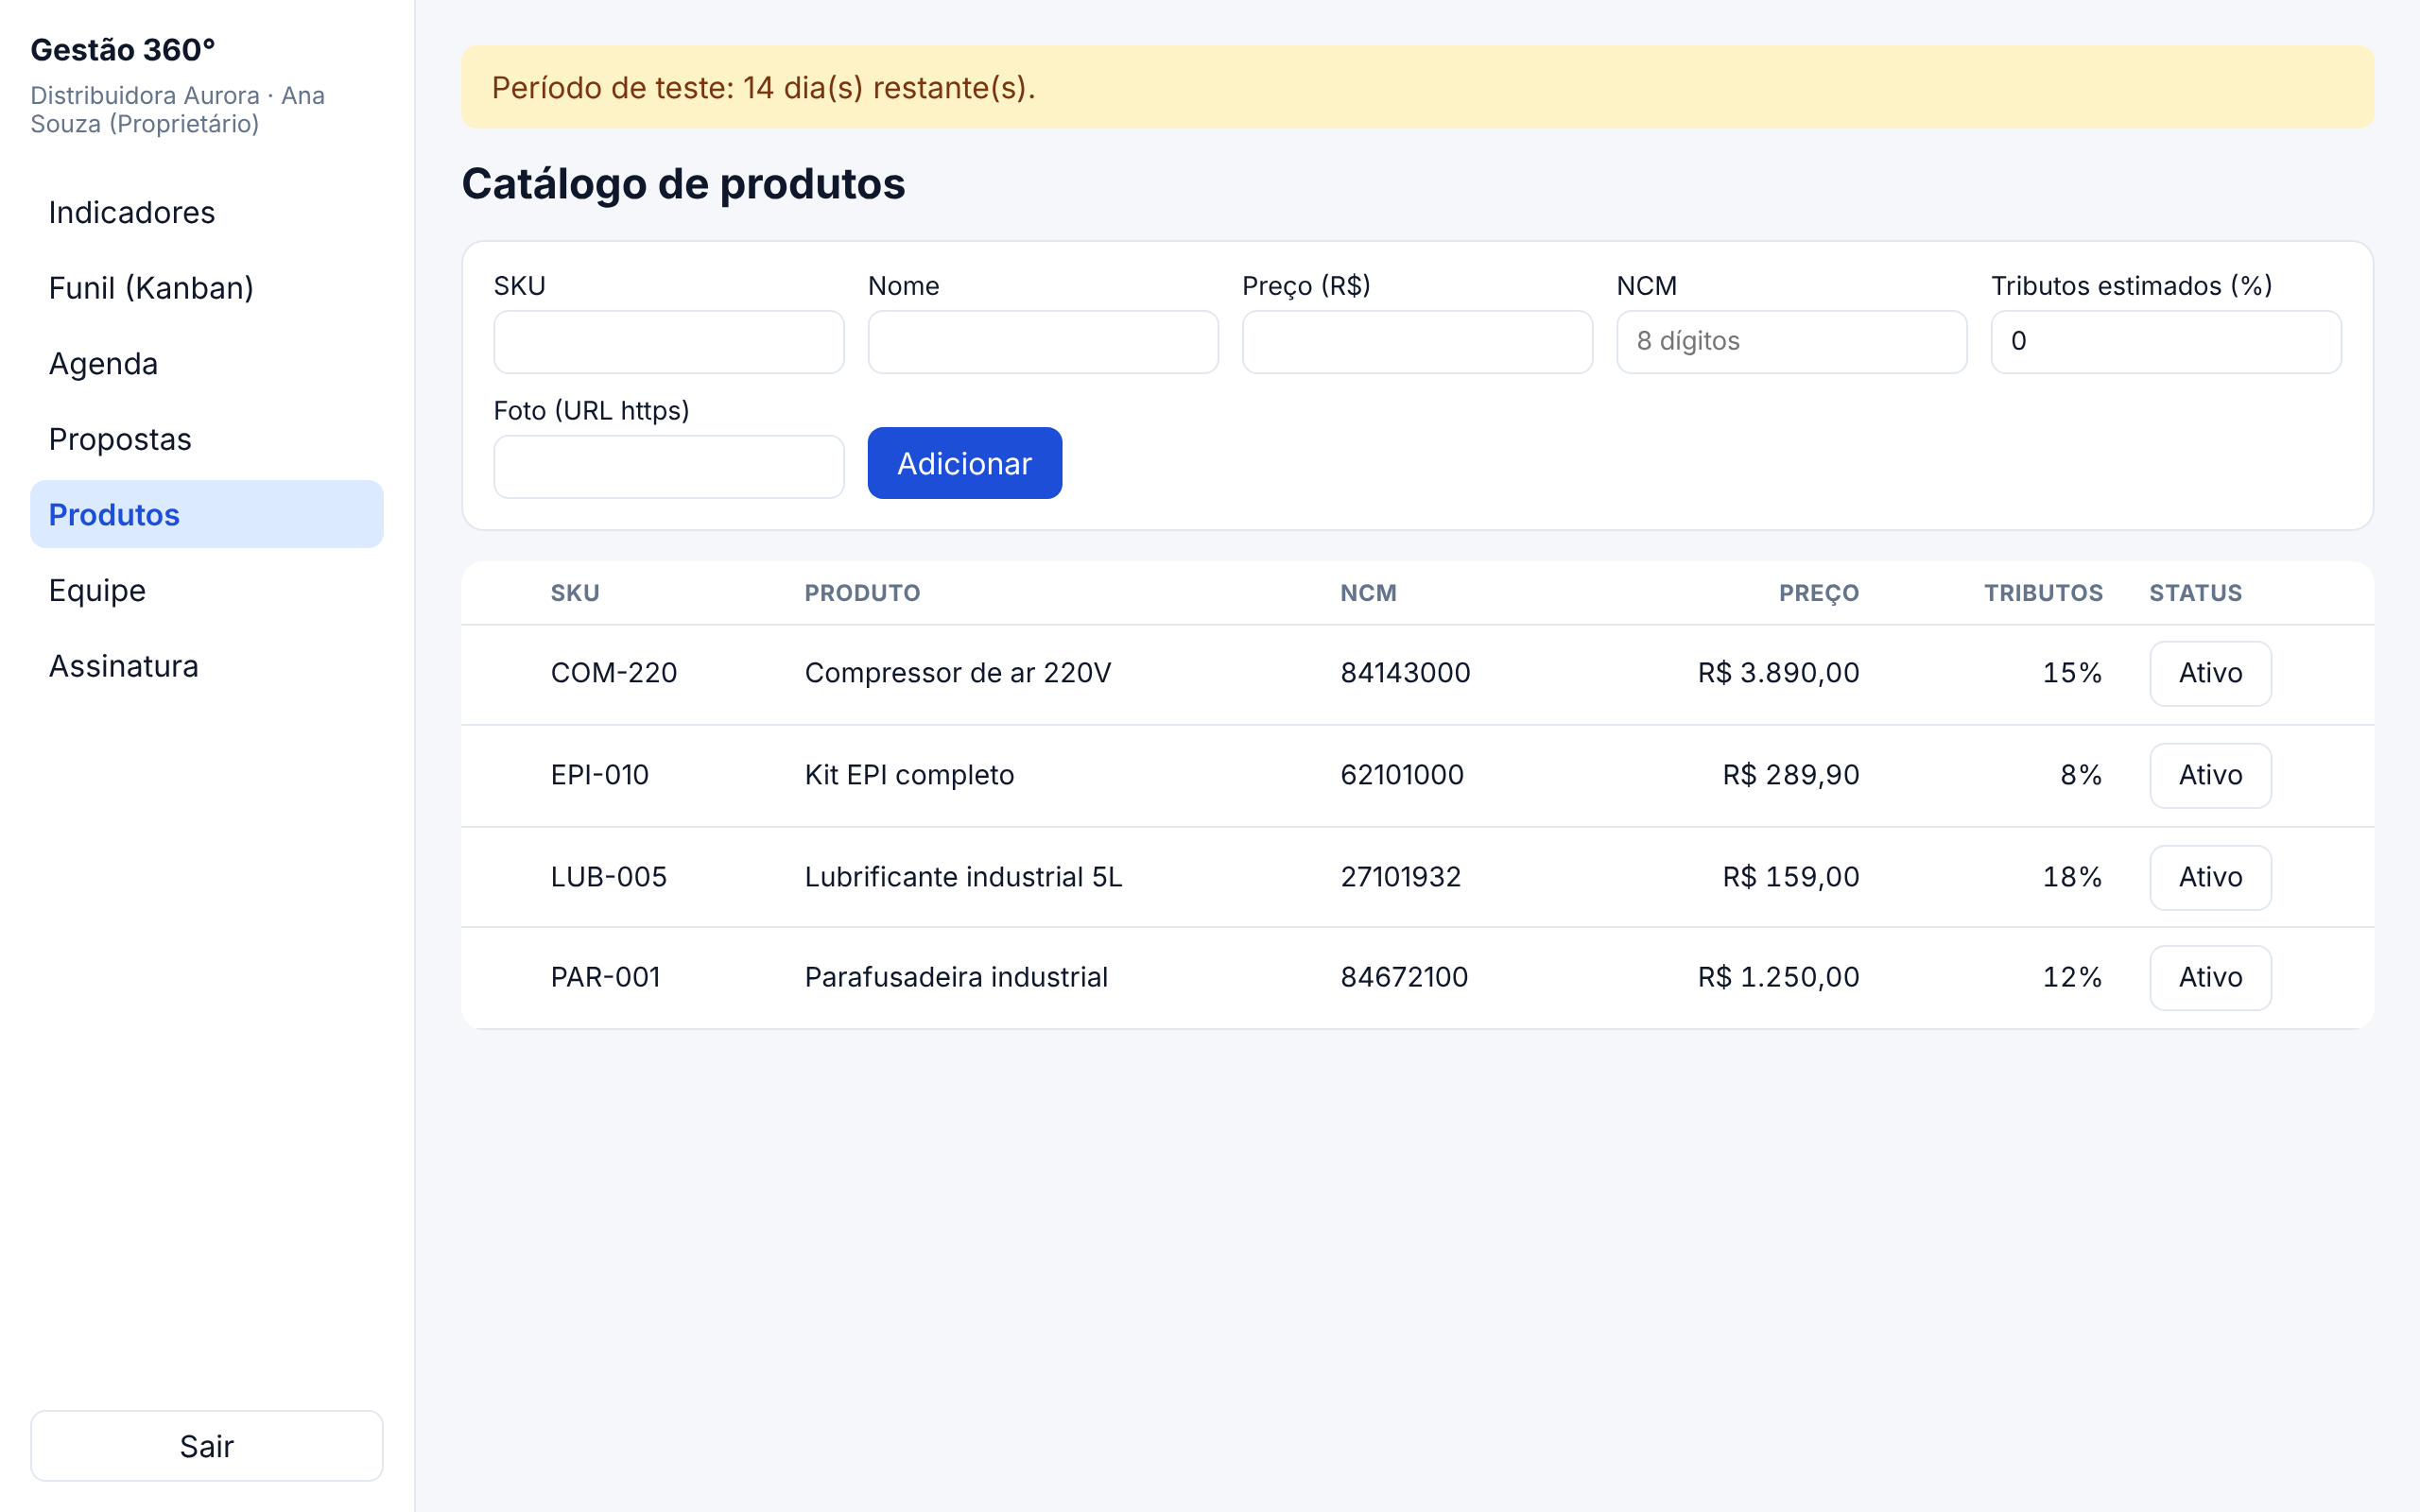 Gestão 360°
Distribuidora Aurora · Ana
Souza (Proprietário)
Indicadores
Funil (Kanban)
Agenda
Propostas
Produtos
Equipe
Assinatura
Sair
Período de teste: 14 dia(s) restante(s).
Catálogo de produtos
SKU Nome Preço (R$) NCM Tributos estimados (%)
8 dígitos 0
Foto (URL https)
Adicionar
SKU PRODUTO NCM PREÇO TRIBUTOS STATUS
COM-220 Compressor de ar 220V 84143000 R$ 3.890,00 15% Ativo
EPI-010 Kit EPI completo 62101000 R$ 289,90 8% Ativo
LUB-005 Lubrificante industrial 5L 27101932 R$ 159,00 18% Ativo
PAR-001 Parafusadeira industrial 84672100 R$ 1.250,00 12% Ativo